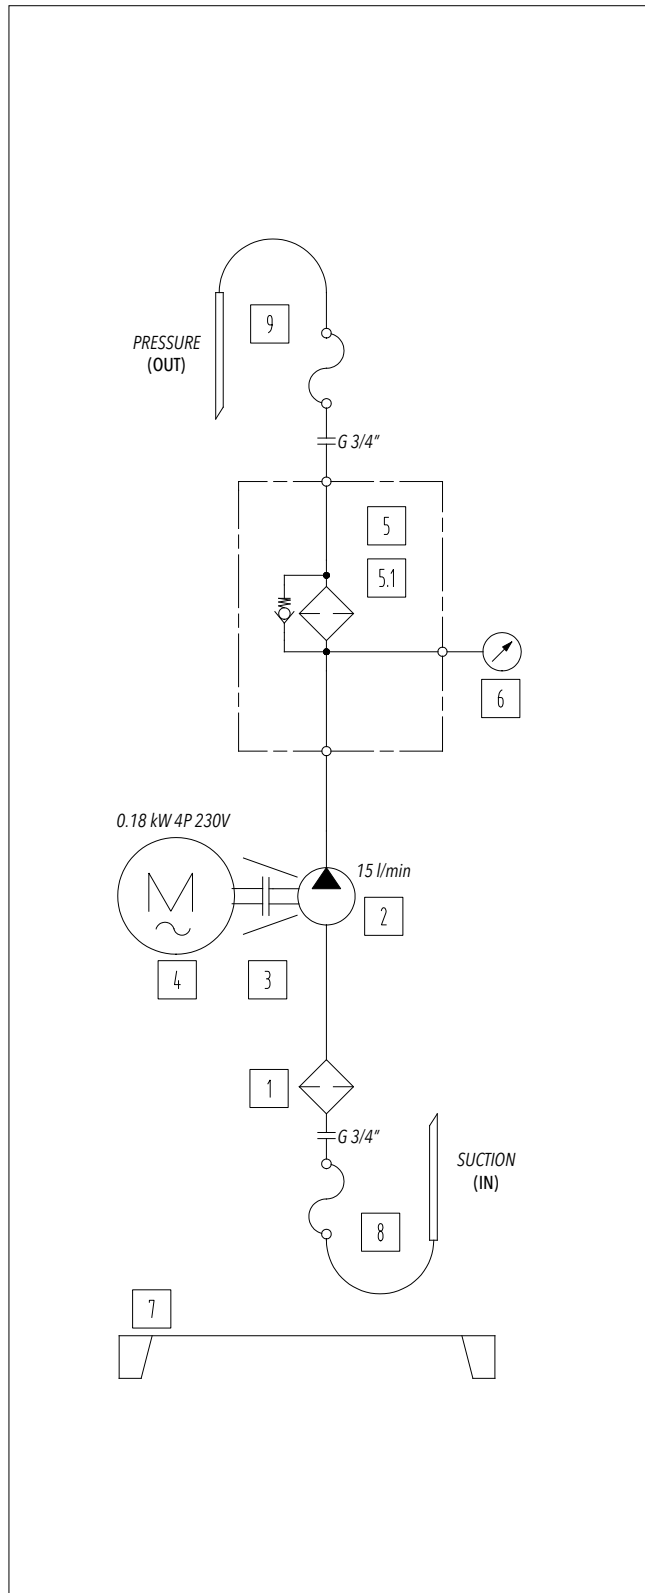 9
PRESSURE
(OUT)
G 3/4"
5
5.1
6
0.18 kW 4P 230V
M
15 l/min
2
4
3
1
G 3/4"
SUCTION
(IN)
8
7